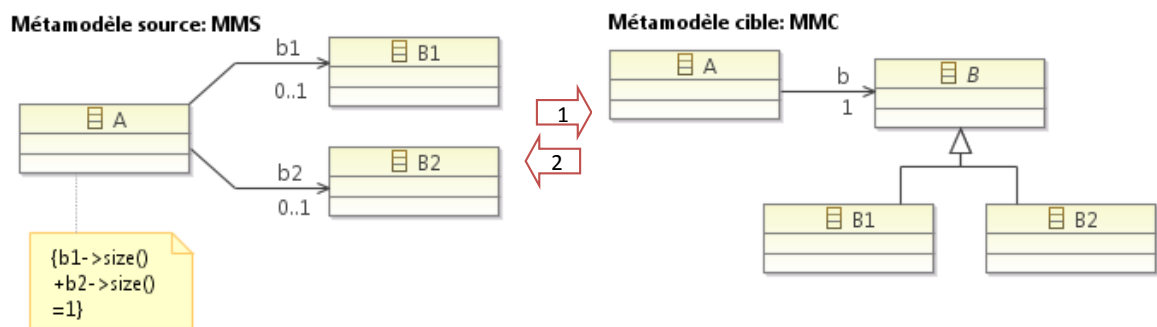 Métamodèle source: MMS
Métamodèle cible: MMC
b1
B1
0..1
A
b2
B2
0..1
{b1->size()
+b2->size()
=1}
1
2
A
b
1
B
B1
B2